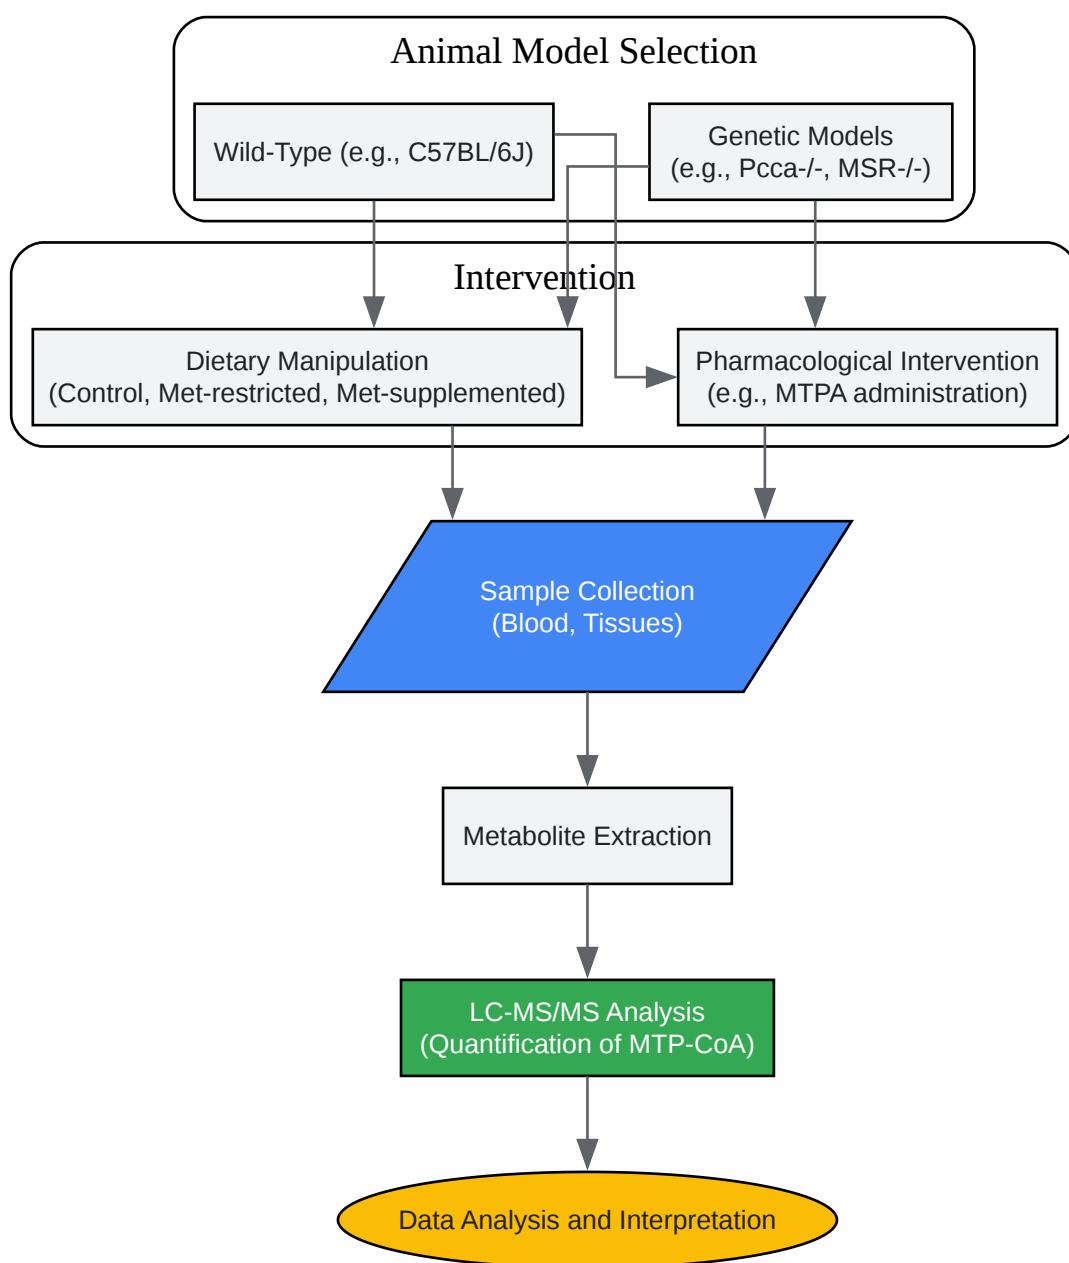 Animal Model Selection
Wild-Type (e.g., C57BL/6J)
Genetic Models
(e.g., Pcca-/-, MSR-/-)
Intervention
Dietary Manipulation
(Control, Met-restricted, Met-supplemented)
Pharmacological Intervention
(e.g., MTPA administration)
Sample Collection
(Blood, Tissues)
Metabolite Extraction
LC-MS/MS Analysis
(Quantification of MTP-CoA)
Data Analysis and Interpretation